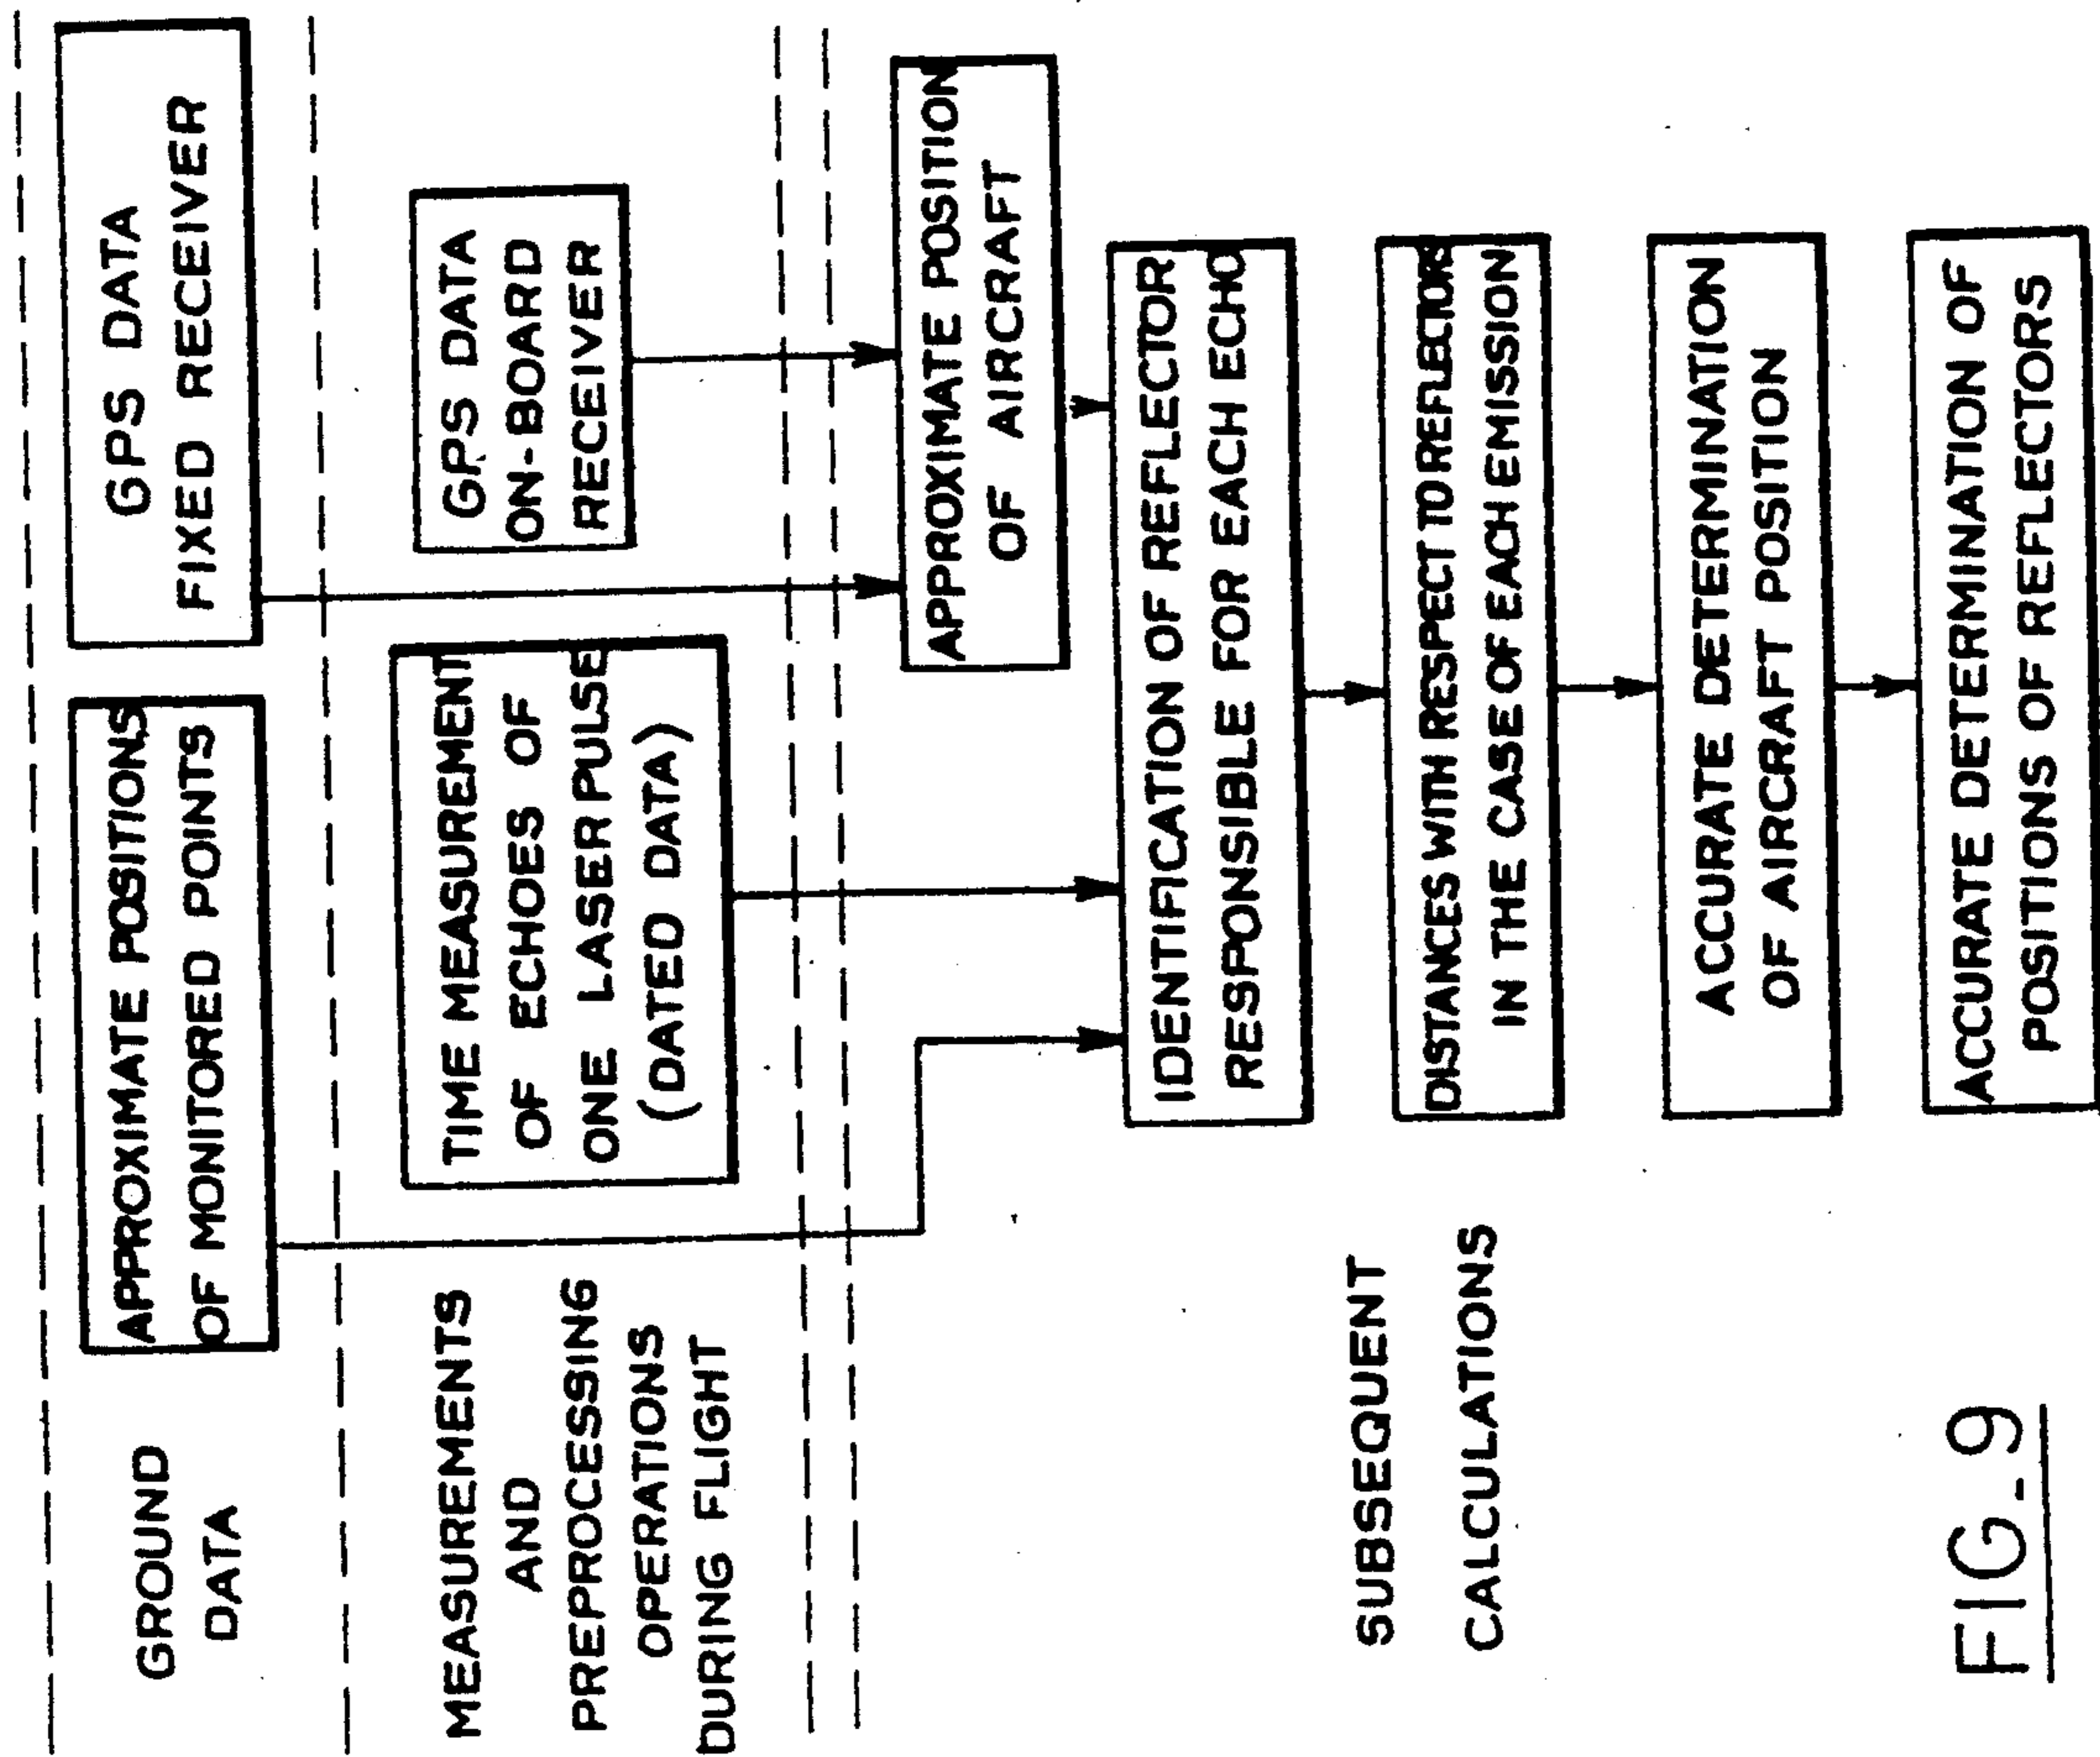 GROUND
DATA
APPROXIMATE POSITIONS
OF MONITORED POINTS
GPS DATA
FIXED RECEIVER
MEASUREMENTS
AND
PREPROCESSING
OPERATIONS
DURING FLIGHT
TIME MEASUREMENT
OF ECHOES OF
ONE LASER PULSE
(DATED DATA)
GPS DATA
ON-BOARD
RECEIVER
APPROXIMATE POSITION
OF AIRCRAFT
SUBSEQUENT
CALCULATIONS
IDENTIFICATION OF REFLECTOR
RESPONSIBLE FOR EACH ECHO
DISTANCES WITH RESPECT TO REFLECTORS
IN THE CASE OF EACH EMISSION
ACCURATE DETERMINATION
OF AIRCRAFT POSITION
ACCURATE DETERMINATION OF
POSITIONS OF REFLECTORS
FIG-9